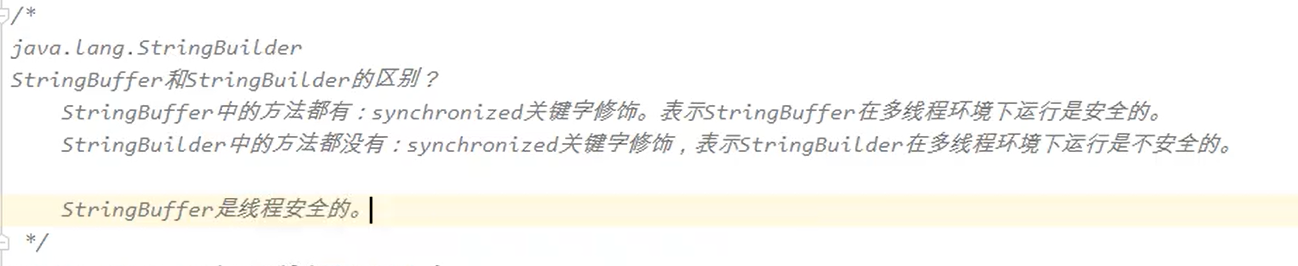 /*
java.lang.StringBuilder
StringBuffer和StringBuilder的区别？
StringBuffer中的方法都有：synchronized关键字修饰。表示StringBuffer在多线程环境下运行是安全的。
StringBuilder中的方法都没有：synchronized关键字修饰，表示StringBuilder在多线程环境下运行是不安全的。
StringBuffer是线程安全的。
*/